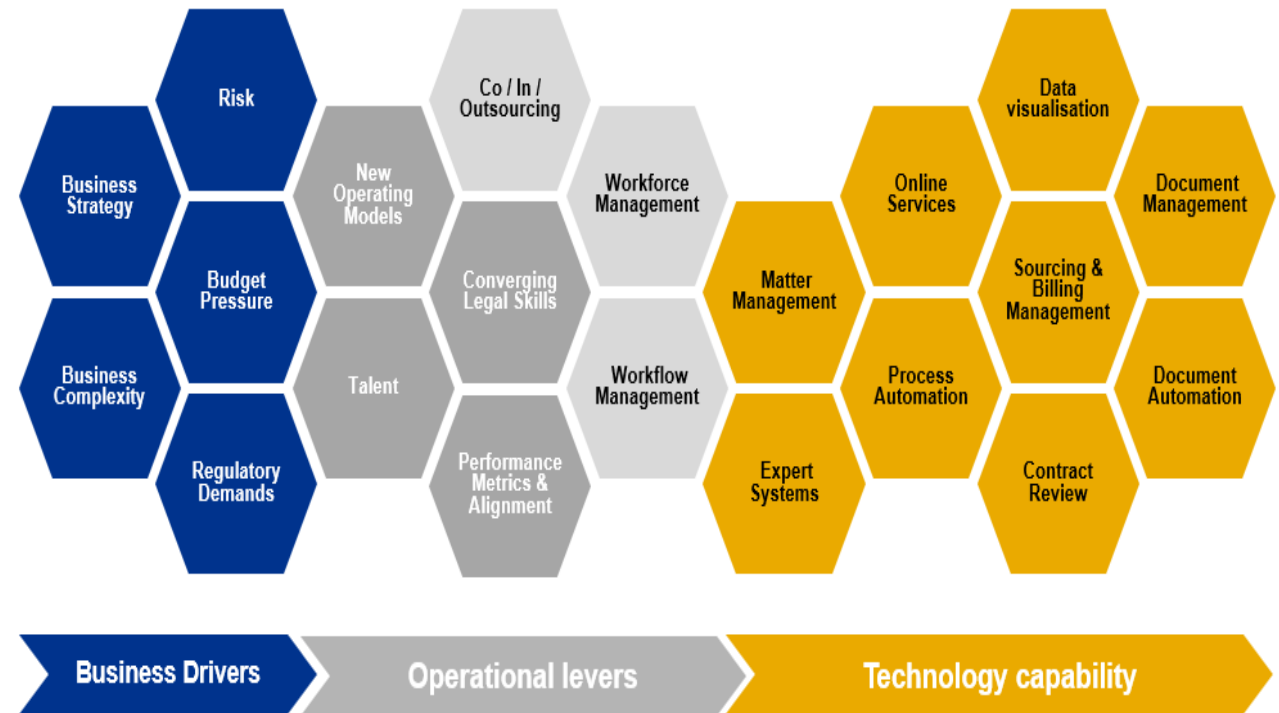 Risk
Business
Strategy
Budget
Pressure
Business
Complexity
Regulatory
Demands
New
Operating
Models
Talent
Co / In /
Outsourcing
Converging
Legal Skills
Performance
Metrics &
Alignment
Workforce
Management
Workflow
Management
Matter
Management
Expert
Systems
Online
Services
Process
Automation
Data
visualisation
Sourcing &
Billing
Management
Contract
Review
Document
Management
Document
Automation
Business Drivers
Operational levers
Technology capability